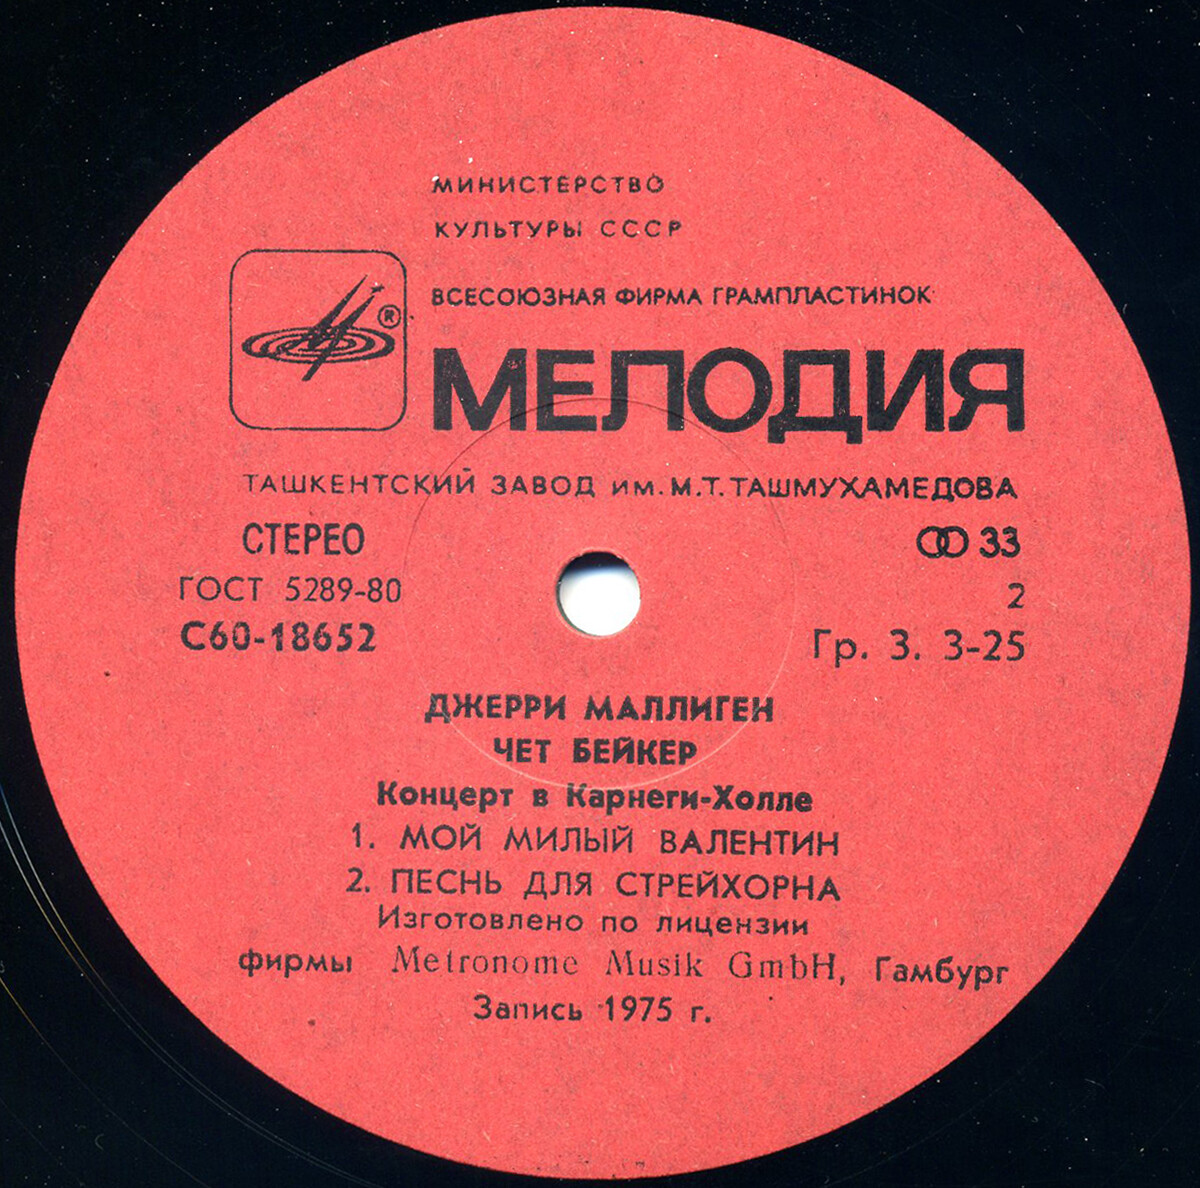 МИНИСТЕРСТВО
КУЛЬТУРЫ СССР
ВСЕСОЮЗНАЯ ФИРМА ГРАМПЛАСТИНОК
®
МЕЛОДИЯ
ТАШКЕНТСКИЙ ЗАВОД ИМ. М.Т. ТАШМУХАМЕДОВА
СТЕРЕО 33
ГОСТ 5289-80 2
С60-18652 Гр. 3. 3-25
ДЖЕРРИ МАЛЛИГЕН
ЧЕТ БЕЙКЕР
Концерт в Карнеги-Холле
1. МОЙ МИЛЫЙ ВАЛЕНТИН
2. ПЕСНЬ ДЛЯ СТРЕЙХОРНА
Изготовлено по лицензии
фирмы Metronome Musik GmbH, Гамбург
Запись 1975 г.